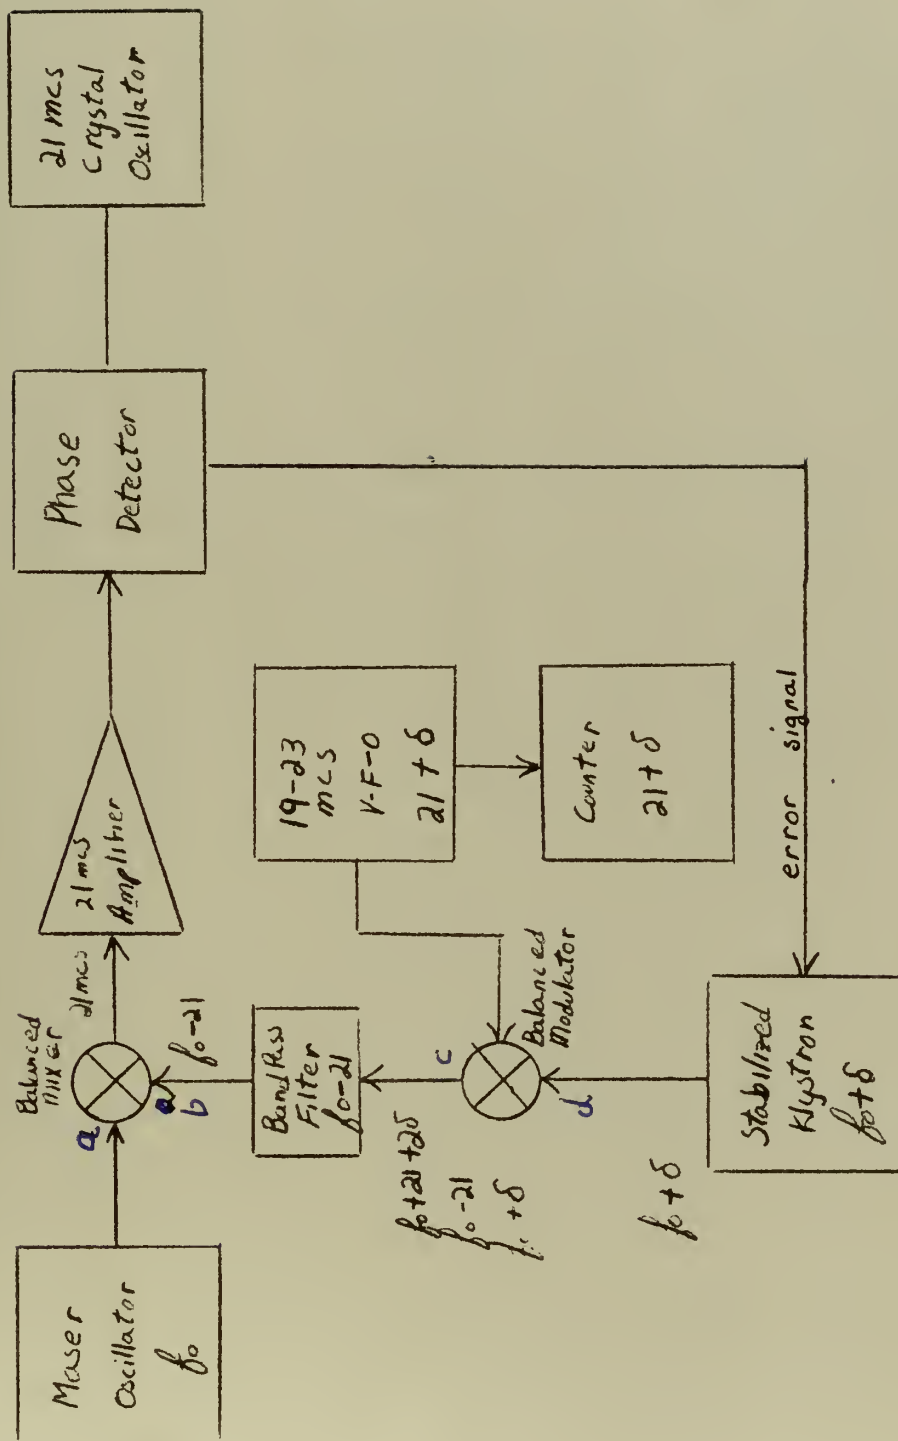 Maser
Oscillator
f₀
Balanced
Mixer
a
b
21mcs
f₀-21
21 mcs
Amplifier
Phase
Detector
21 mcs
Crystal
Oscillator
Band Pass
Filter
f₀-21
c
f₀+21+2δ
f₀-21
f₀+δ
Balanced
Modulator
d
19-23
mcs
V-F-O
21 + δ
Counter
21 + δ
f₀ + δ
Stabilized
Klystron
f₀+δ
error signal